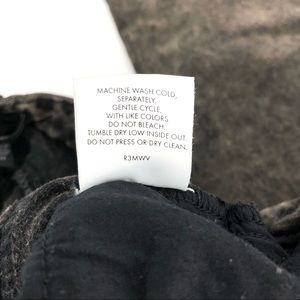 MACHINE WASH COLD,
SEPARATELY,
GENTLE CYCLE,
WITH LIKE COLORS.
DO NOT BLEACH.
TUMBLE DRY LOW INSIDE OUT.
DO NOT PRESS OR DRY CLEAN.
R3MWV